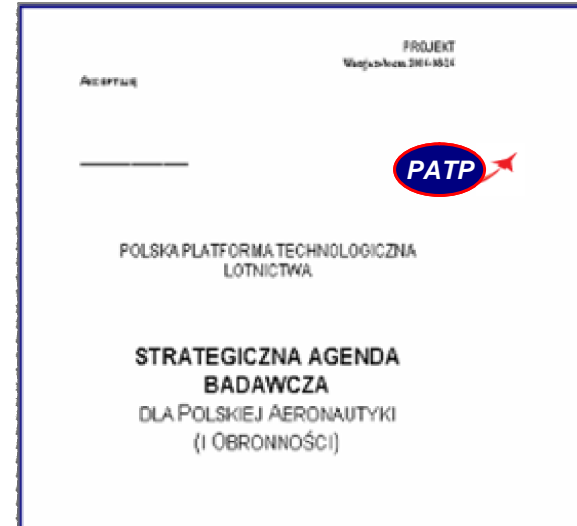 PROJEKT
Akceptuję
PATP
POLSKA PLATFORMA TECHNOLOGICZNA
LOTNICTWA
STRATEGICZNA AGENDA
BADAWCZA
DLA POLSKIEJ AERONAUTYKI
(I OBRONNOŚCI)